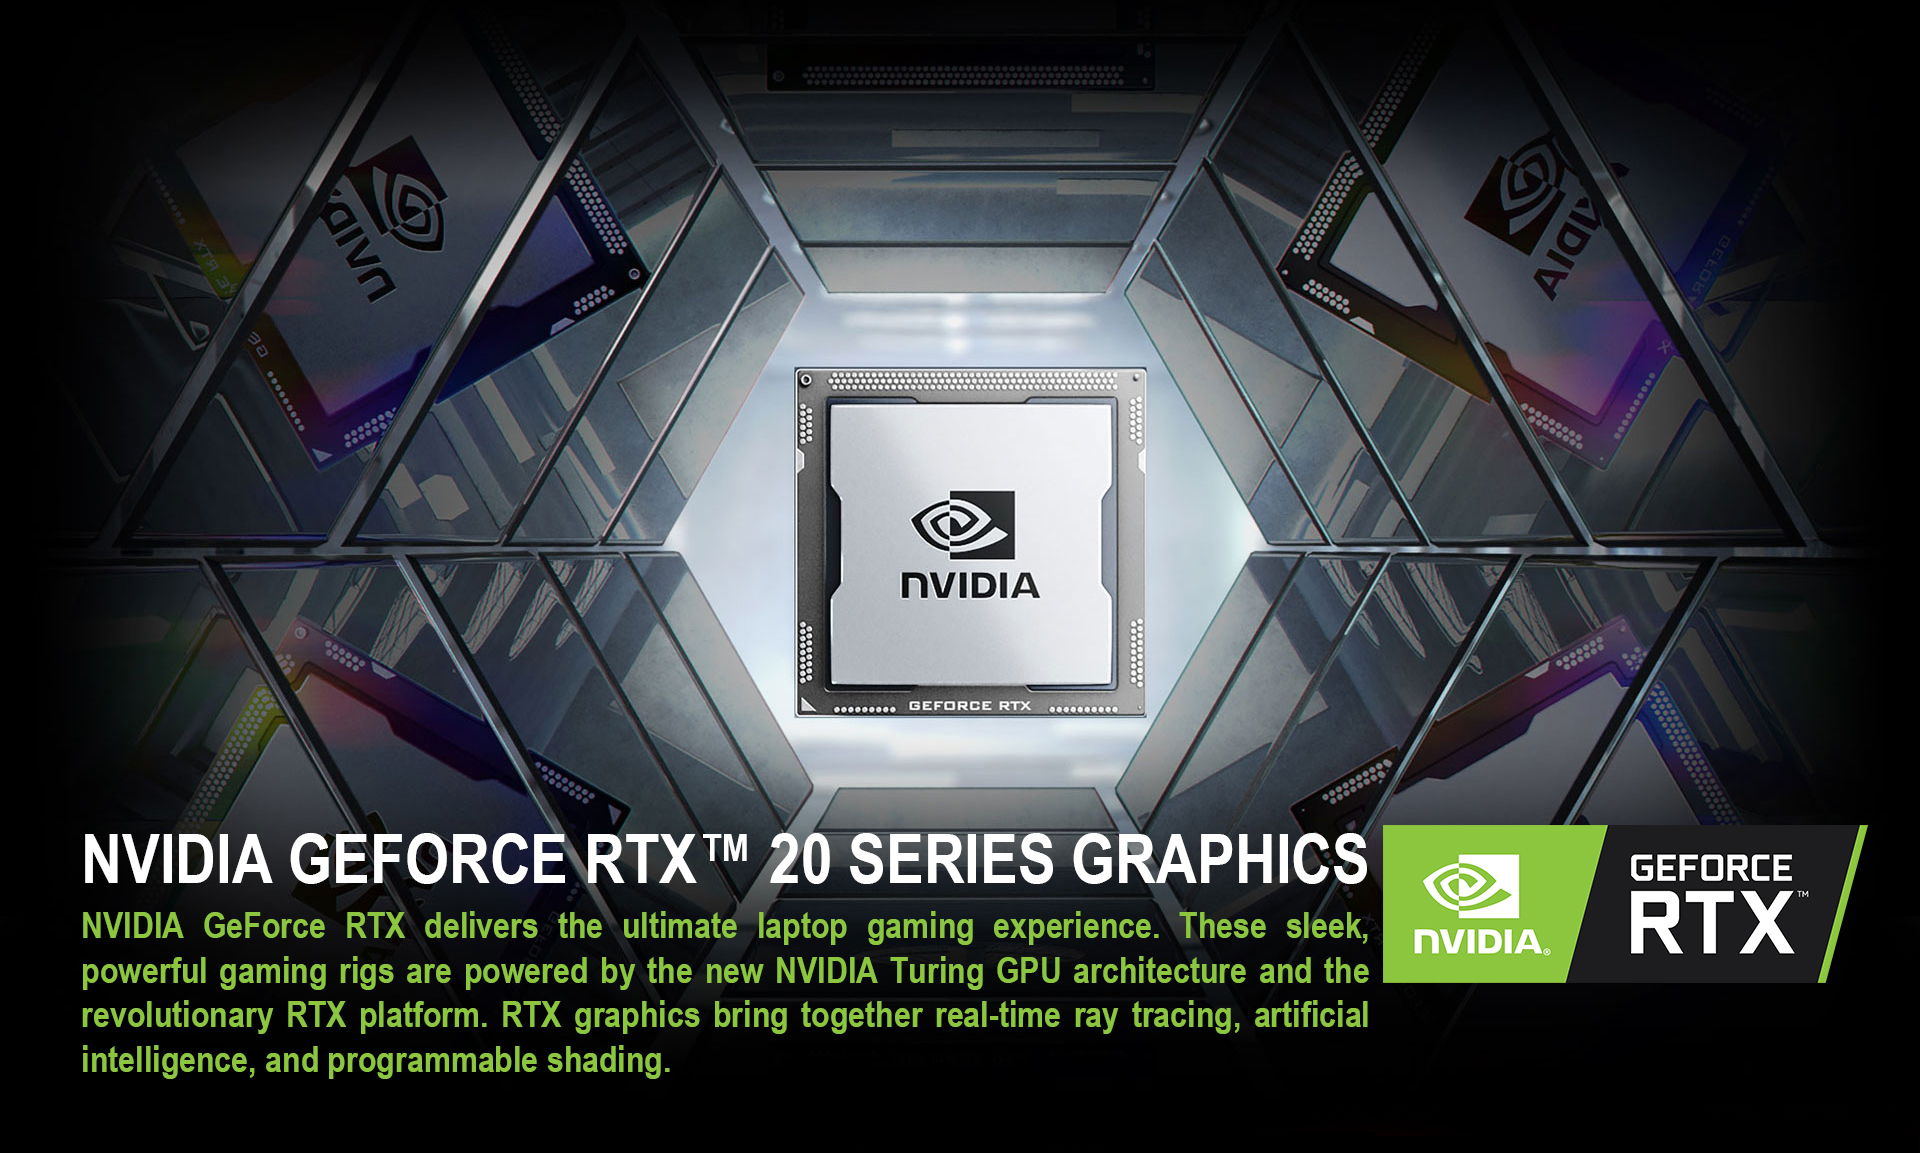 NVIDIA
GEFORCE RTX
NVIDIA GEFORCE RTX™ 20 SERIES GRAPHICS
NVIDIA GeForce RTX delivers the ultimate laptop gaming experience. These sleek,
powerful gaming rigs are powered by the new NVIDIA Turing GPU architecture and the
revolutionary RTX platform. RTX graphics bring together real-time ray tracing, artificial
intelligence, and programmable shading.
NVIDIA®
GEFORCE
RTX™
NVIDIA
NVIDIA